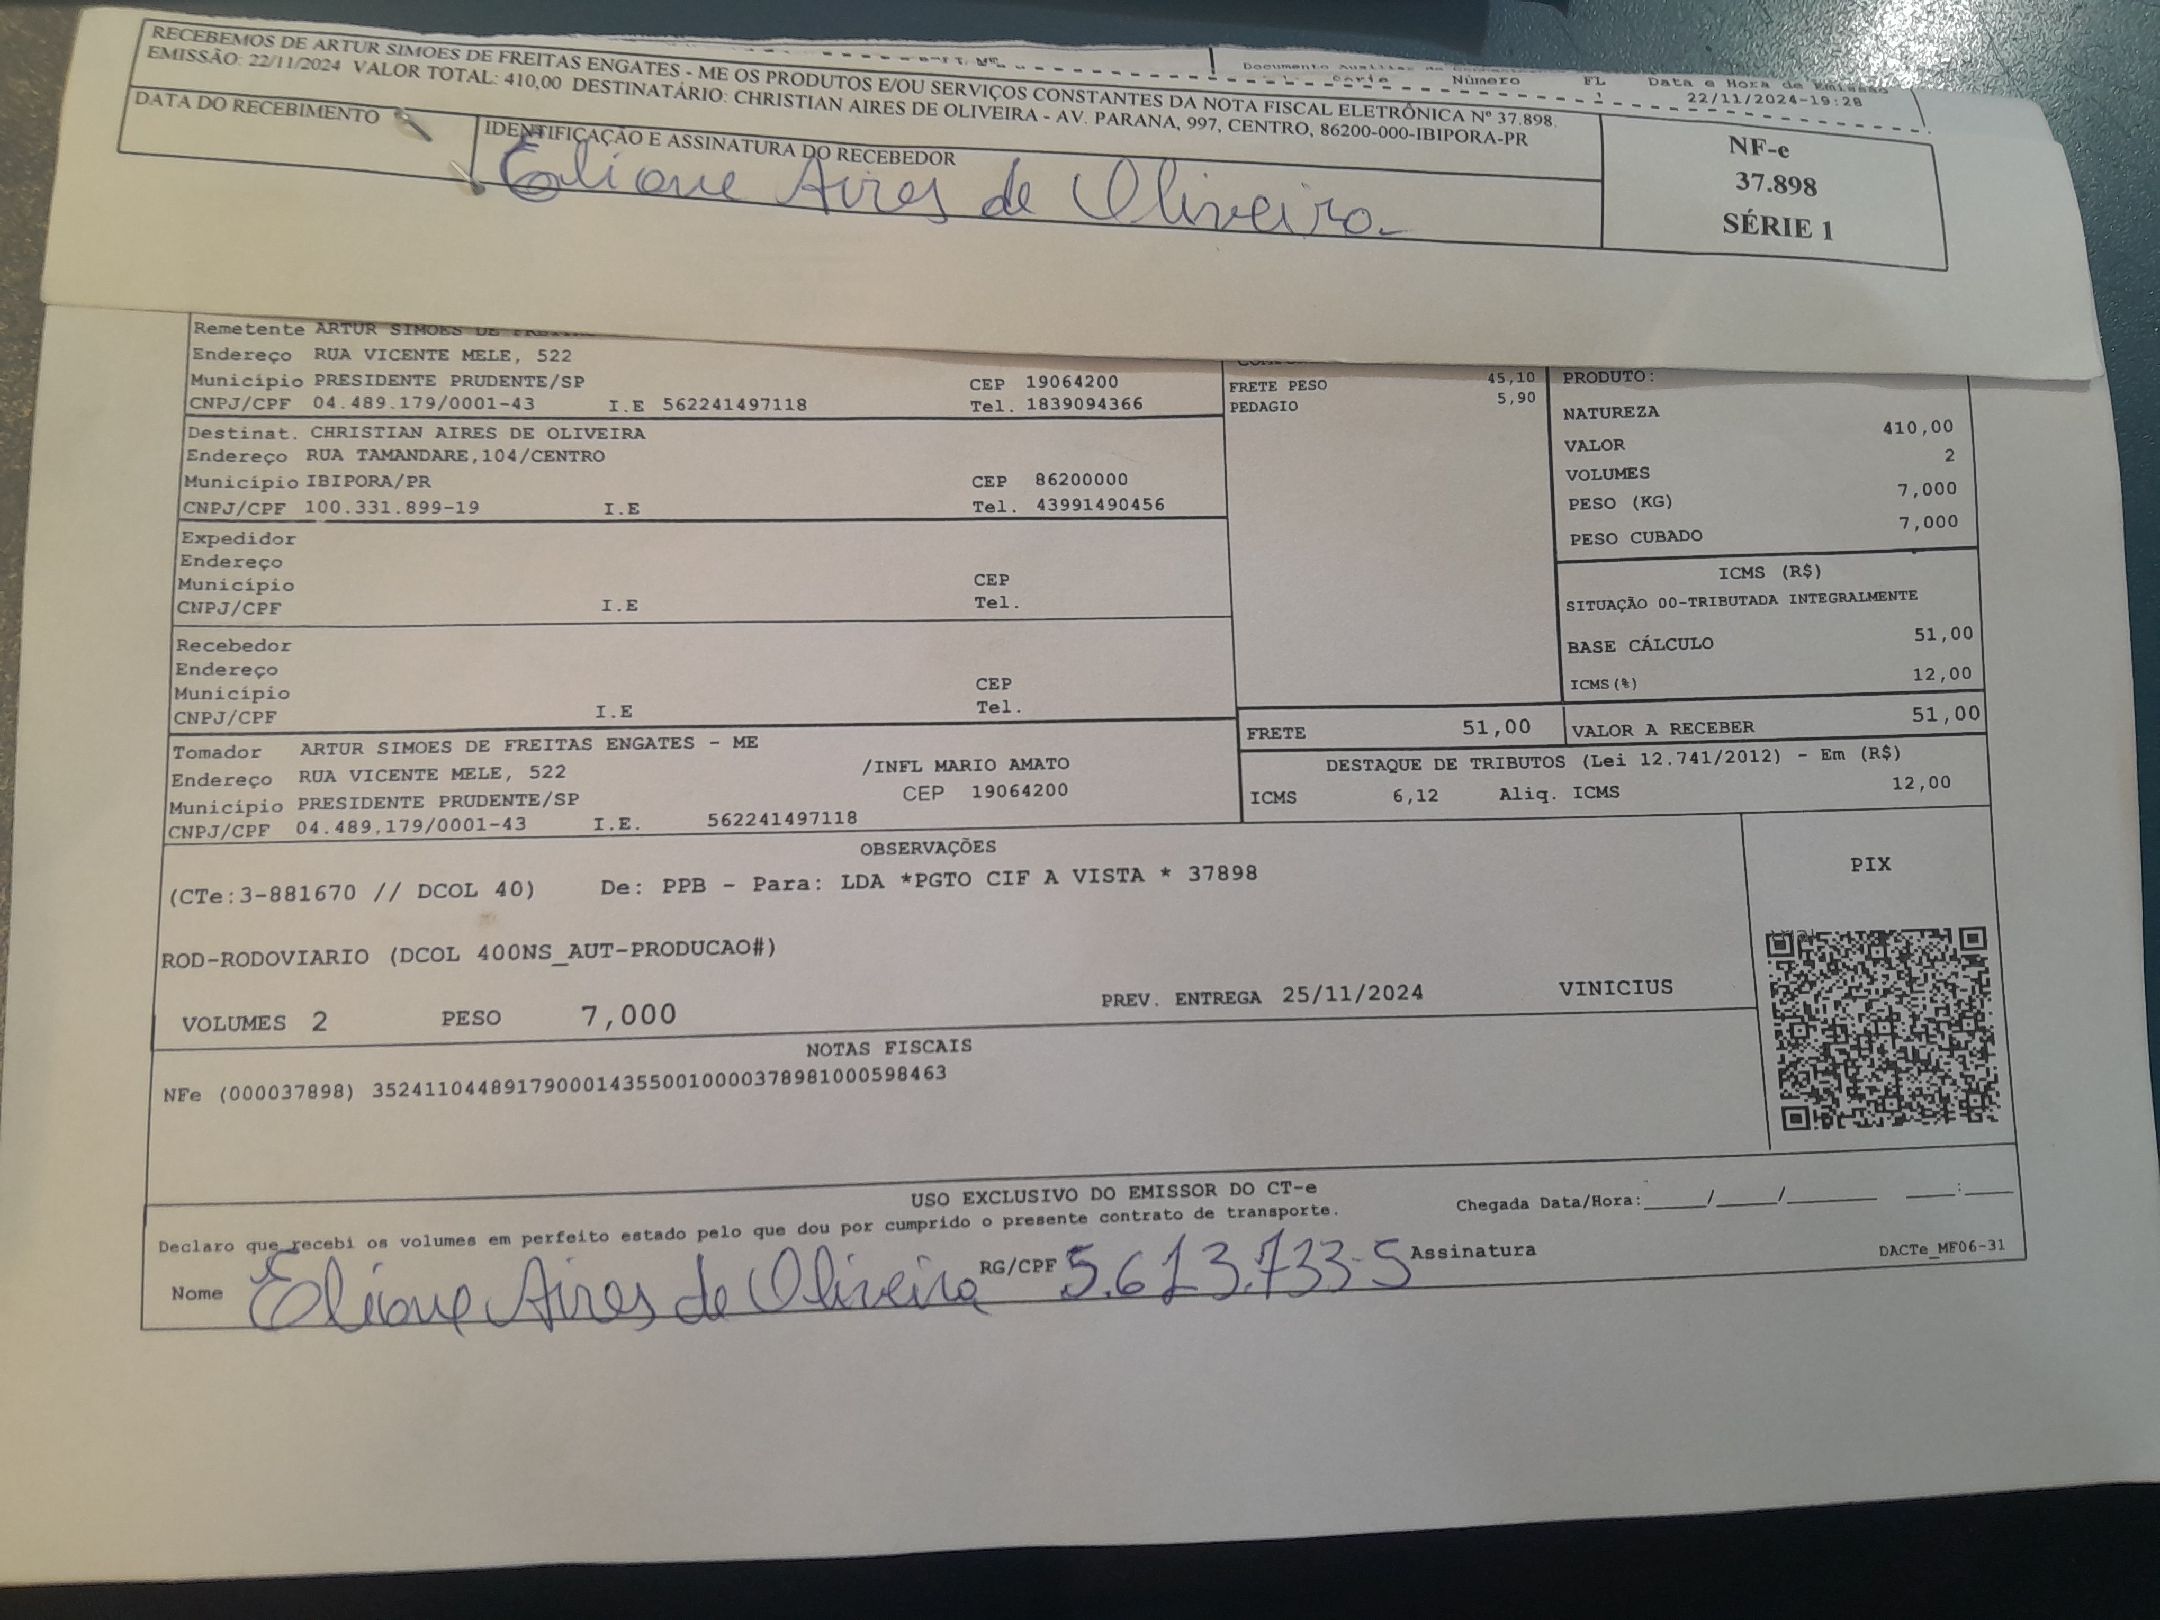 RECEBEMOS DE ARTUR SIMOES DE FREITAS ENGATES - ME OS PRODUTOS E/OU SERVIÇOS CONSTANTES DA NOTA FISCAL ELETRÔNICA Nº 37.898.
EMISSÃO: 22/11/2024 VALOR TOTAL: 410,00 DESTINATÁRIO: CHRISTIAN AIRES DE OLIVEIRA - AV. PARANA, 997, CENTRO, 86200-000-IBIPORA-PR
Número FL Data e Hora de Emissão
1 22/11/2024-19:28
DATA DO RECEBIMENTO
IDENTIFICAÇÃO E ASSINATURA DO RECEBEDOR
Eliane Aires de Oliveira
NF-e
37.898
SÉRIE 1
Remetente ARTUR SIMOES DE
Endereço RUA VICENTE MELE, 522
Município PRESIDENTE PRUDENTE/SP CEP 19064200
CNPJ/CPF 04.489.179/0001-43 I.E 562241497118 Tel. 1839094366
Destinat. CHRISTIAN AIRES DE OLIVEIRA
Endereço RUA TAMANDARE,104/CENTRO
Município IBIPORA/PR CEP 86200000
CNPJ/CPF 100.331.899-19 I.E Tel. 43991490456
Expedidor
Endereço
Município CEP
CNPJ/CPF I.E Tel.
Recebedor
Endereço
Município CEP
CNPJ/CPF I.E Tel.
Tomador ARTUR SIMOES DE FREITAS ENGATES - ME
Endereço RUA VICENTE MELE, 522 /INFL MARIO AMATO
Município PRESIDENTE PRUDENTE/SP CEP 19064200
CNPJ/CPF 04.489.179/0001-43 I.E. 562241497118
FRETE PESO 45,10
PEDAGIO 5,90
PRODUTO:
NATUREZA
VALOR 410,00
VOLUMES 2
PESO (KG) 7,000
PESO CUBADO 7,000
ICMS (R$)
SITUAÇÃO 00-TRIBUTADA INTEGRALMENTE
BASE CÁLCULO 51,00
ICMS(%) 12,00
FRETE 51,00 VALOR A RECEBER 51,00
DESTAQUE DE TRIBUTOS (Lei 12.741/2012) - Em (R$)
ICMS 6,12 Aliq. ICMS 12,00
OBSERVAÇÕES
(CTe:3-881670 // DCOL 40) De: PPB - Para: LDA *PGTO CIF A VISTA * 37898
ROD-RODOVIARIO (DCOL 400NS_AUT-PRODUCAO#)
VOLUMES 2 PESO 7,000 PREV. ENTREGA 25/11/2024 VINICIUS
PIX
NOTAS FISCAIS
NFe (000037898) 35241104489179000143550010000378981000598463
USO EXCLUSIVO DO EMISSOR DO CT-e
Declaro que recebi os volumes em perfeito estado pelo que dou por cumprido o presente contrato de transporte.
Chegada Data/Hora:_____/_____/_______ ____:____
Nome Eliane Aires de Oliveira RG/CPF 5.613.733-5 Assinatura
DACTe_MF06-31